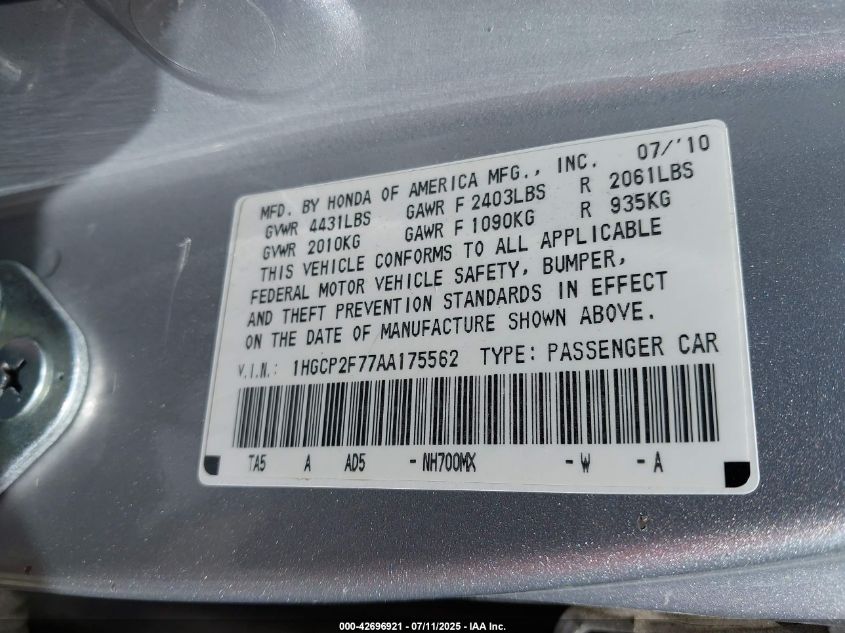 MFD. BY HONDA OF AMERICA MFG., INC. 07/'10
GVWR 4431LBS GAWR F 2403LBS R 2061LBS
GVWR 2010KG GAWR F 1090KG R 935KG
THIS VEHICLE CONFORMS TO ALL APPLICABLE
FEDERAL MOTOR VEHICLE SAFETY, BUMPER,
AND THEFT PREVENTION STANDARDS IN EFFECT
ON THE DATE OF MANUFACTURE SHOWN ABOVE.
V.I.N.: 1HGCP2F77AA175562 TYPE: PASSENGER CAR
TA5 A AD5 -NH700MX -W -A
000-42696921 - 07/11/2025 - IAA Inc.